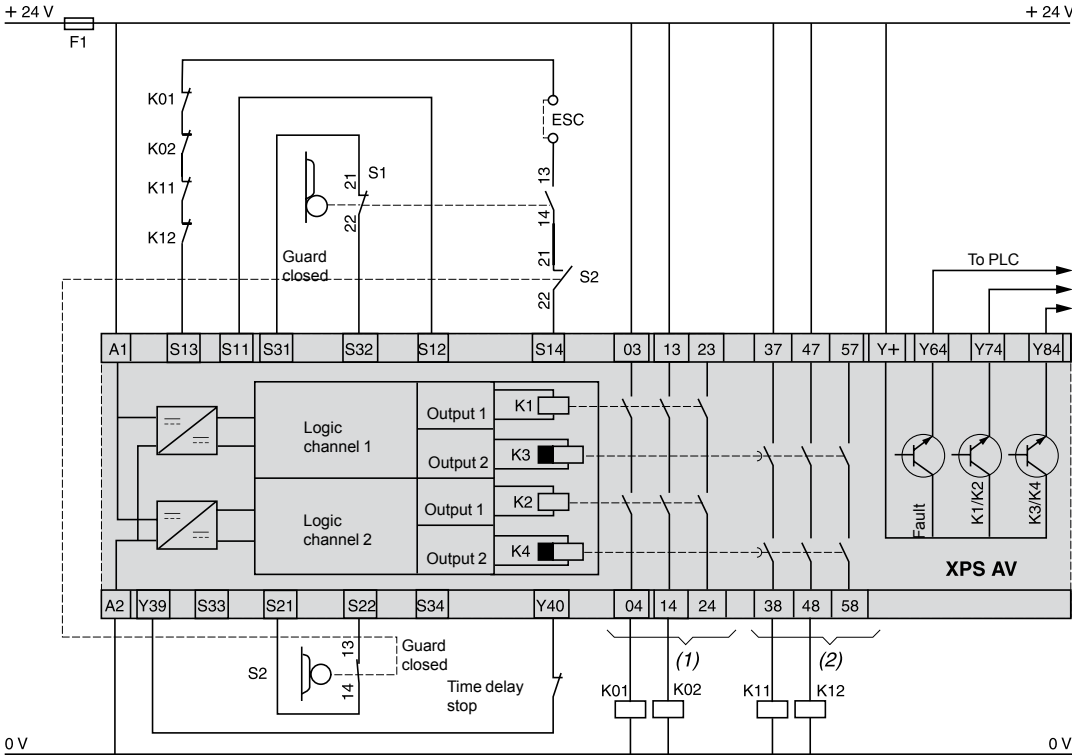 + 24 V
+ 24 V
F1
K01
K02
K11
K12
ESC
S1
21
22
13
14
21
22
S2
Guard
closed
To PLC
A1
S13
S11
S31
S32
S12
S14
03
13
23
37
47
57
Y+
Y64
Y74
Y84
Logic
channel 1
Output 1
K1
Output 2
K3
Logic
channel 2
Output 1
K2
Output 2
K4
Fault
K1/K2
K3/K4
XPS AV
A2
Y39
S33
S21
S22
S34
Y40
04
14
24
38
48
58
S2
13
14
Guard
closed
Time delay
stop
(1)
(2)
K01
K02
K11
K12
0 V
0 V